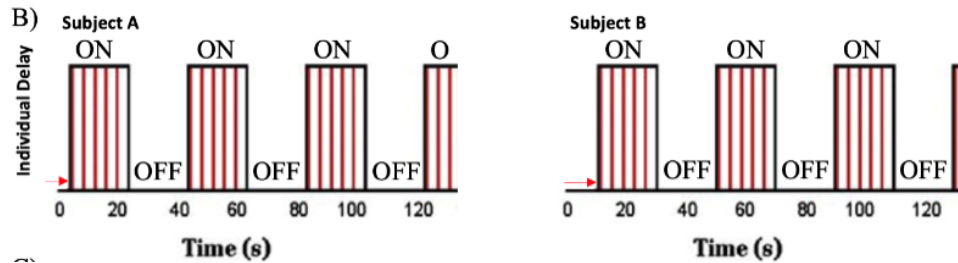 B) Subject A
ON ON ON O
Individual Delay
OFF OFF OFF
0 20 40 60 80 100 120
Time (s)
Subject B
ON ON ON
OFF OFF OFF
0 20 40 60 80 100 120
Time (s)